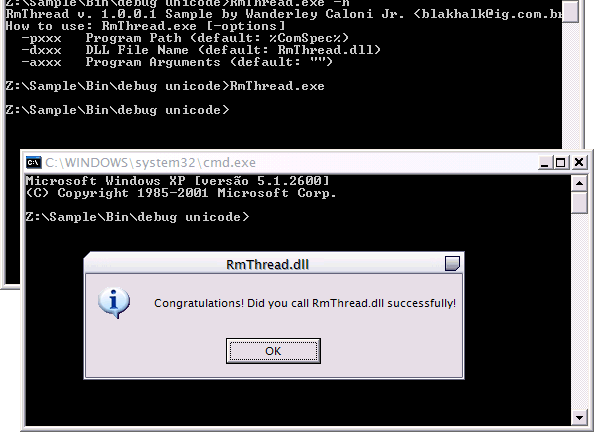 Z:\Sample\Bin\debug unicode>RmThread.exe -h
RmThread v. 1.0.0.1 Sample by Wanderley Caloni Jr. <blakhalk@ig.com.br
How to use: RmThread.exe [-options]
-pxxx Program Path (default: %ComSpec%)
-dxxx DLL File Name (default: RmThread.dll)
-axxx Program Arguments (default: "")
Z:\Sample\Bin\debug unicode>RmThread.exe
Z:\Sample\Bin\debug unicode>
C:\WINDOWS\system32\cmd.exe
Microsoft Windows XP [versão 5.1.2600]
(C) Copyright 1985-2001 Microsoft Corp.
Z:\Sample\Bin\debug unicode>
RmThread.dll
Congratulations! Did you call RmThread.dll successfully!
OK